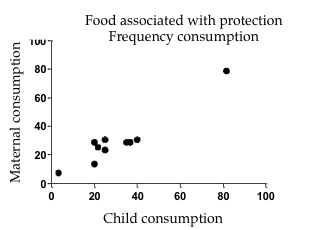 Food associated with protection
Frequency consumption
100
80
60
40
20
0
Maternal consumption
0 20 40 60 80 100
Child consumption